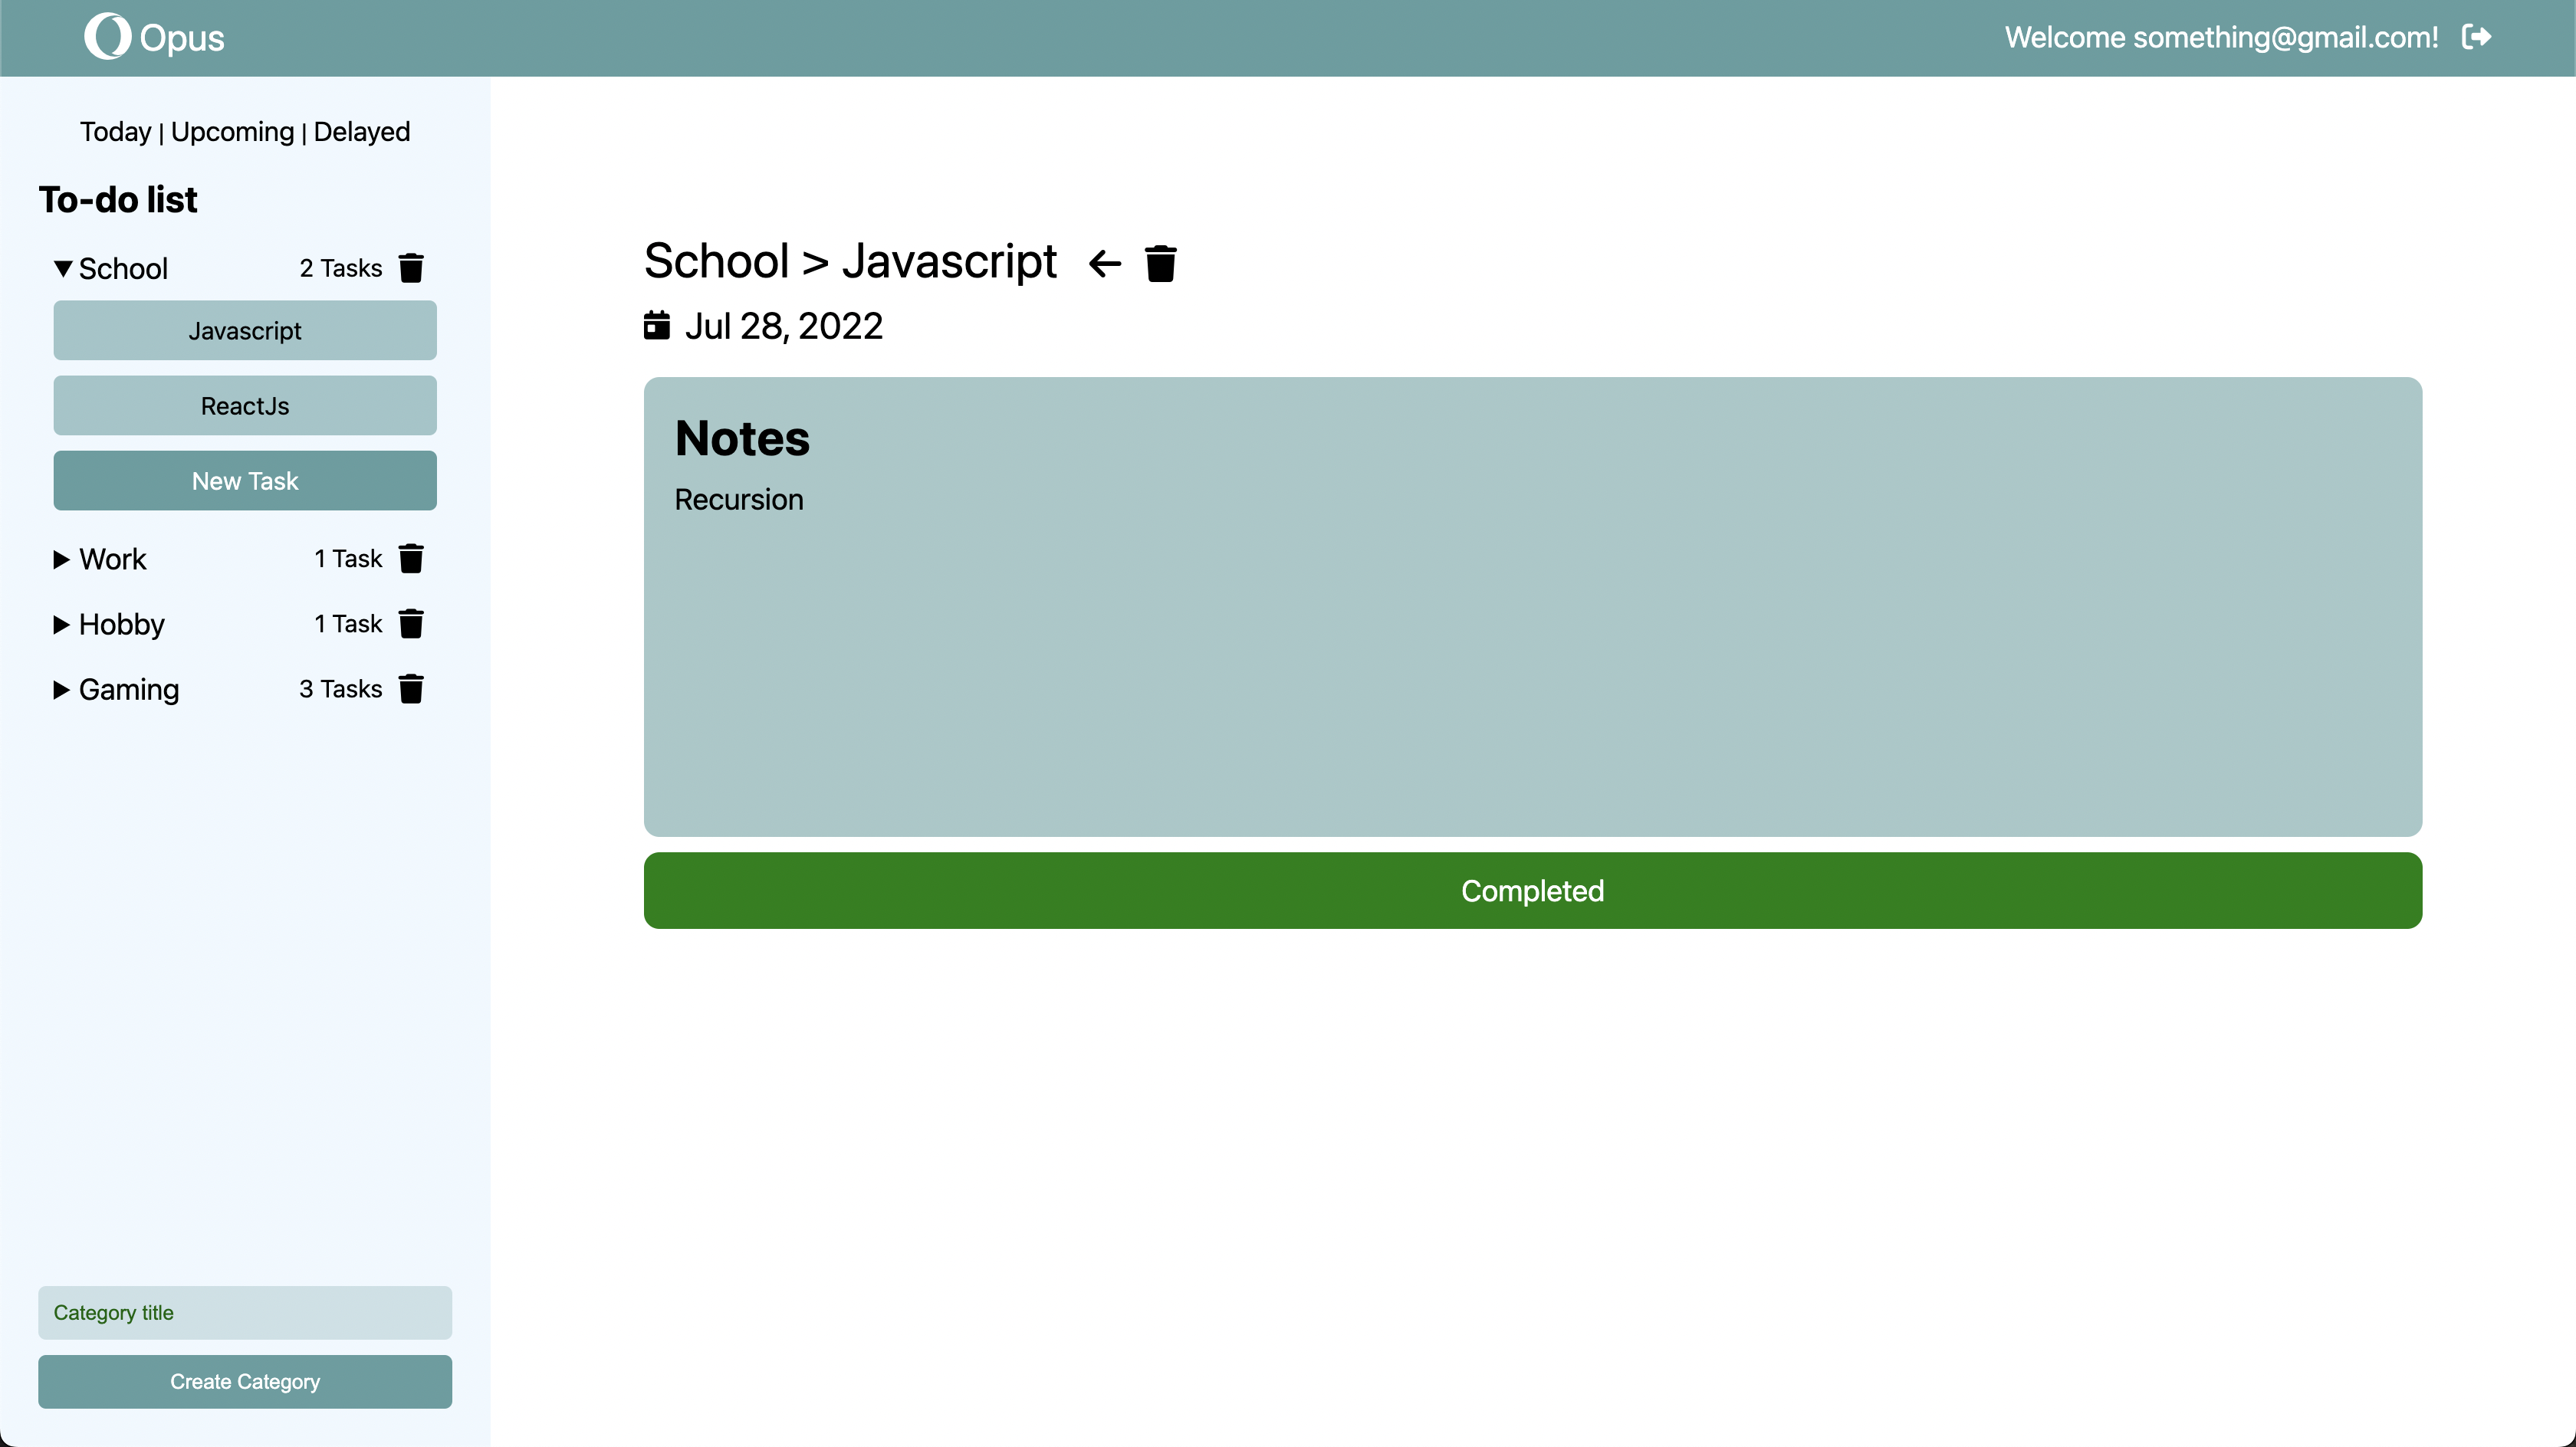 Opus
Welcome something@gmail.com!
Today | Upcoming | Delayed
To-do list
School 2 Tasks
Javascript
ReactJs
New Task
Work 1 Task
Hobby 1 Task
Gaming 3 Tasks
Category title
Create Category
School > Javascript
Jul 28, 2022
Notes
Recursion
Completed